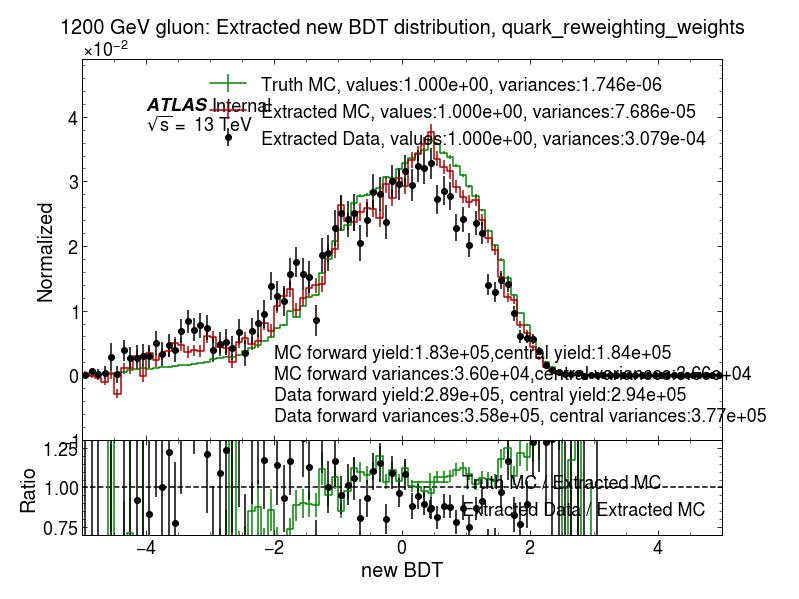 1200 GeV gluon: Extracted new BDT distribution, quark_reweighting_weights
×10⁻²
Truth MC, values:1.000e+00, variances:1.746e-06
ATLAS Internal
Extracted MC, values:1.000e+00, variances:7.686e-05
√s = 13 TeV
Extracted Data, values:1.000e+00, variances:3.079e-04
4
3
2
1
0
Normalized
MC forward yield:1.83e+05,central yield:1.84e+05
MC forward variances:3.60e+04,central variances:3.66e+04
Data forward yield:2.89e+05, central yield:2.94e+05
Data forward variances:3.58e+05, central variances:3.77e+05
1.25
1.00
0.75
Ratio
Truth MC / Extracted MC
Extracted Data / Extracted MC
−4 −2 0 2 4
new BDT